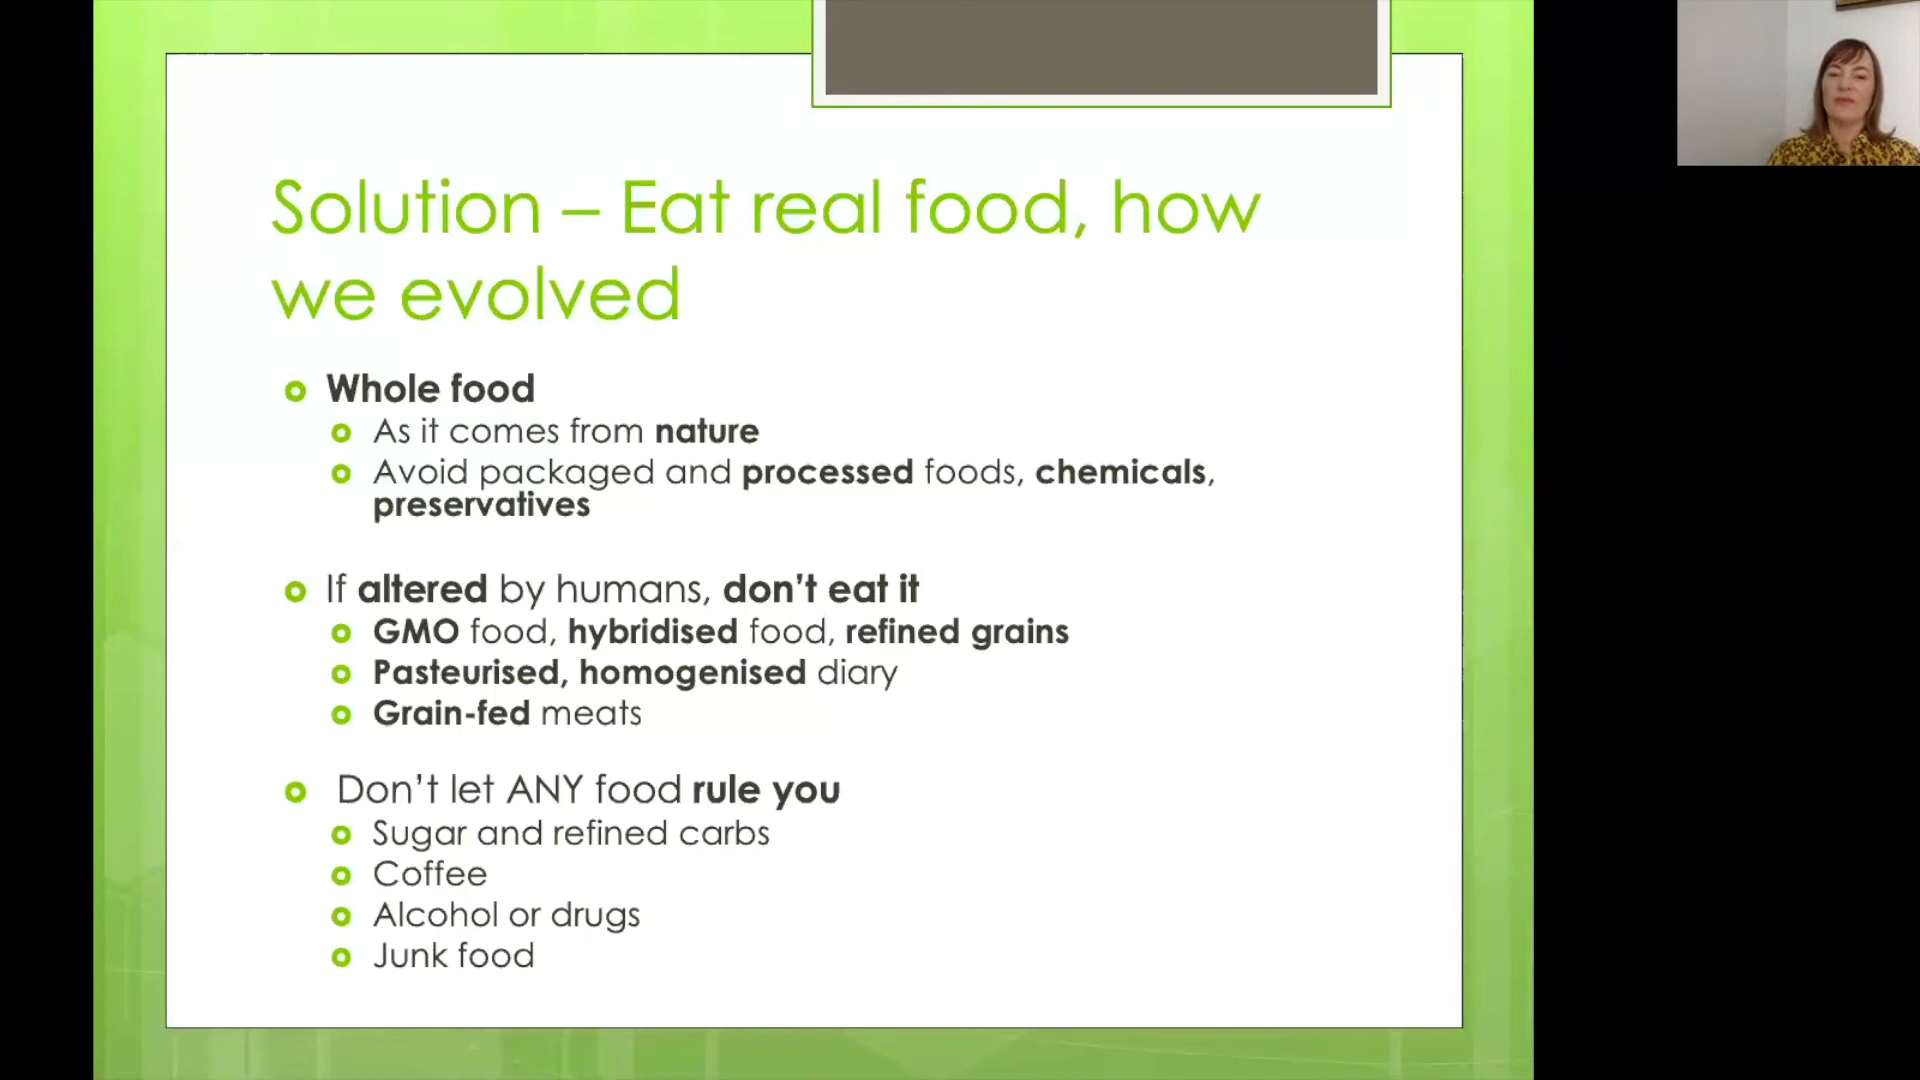 Solution – Eat real food, how
we evolved
Whole food
As it comes from nature
Avoid packaged and processed foods, chemicals,
preservatives
If altered by humans, don't eat it
GMO food, hybridised food, refined grains
Pasteurised, homogenised diary
Grain-fed meats
Don't let ANY food rule you
Sugar and refined carbs
Coffee
Alcohol or drugs
Junk food